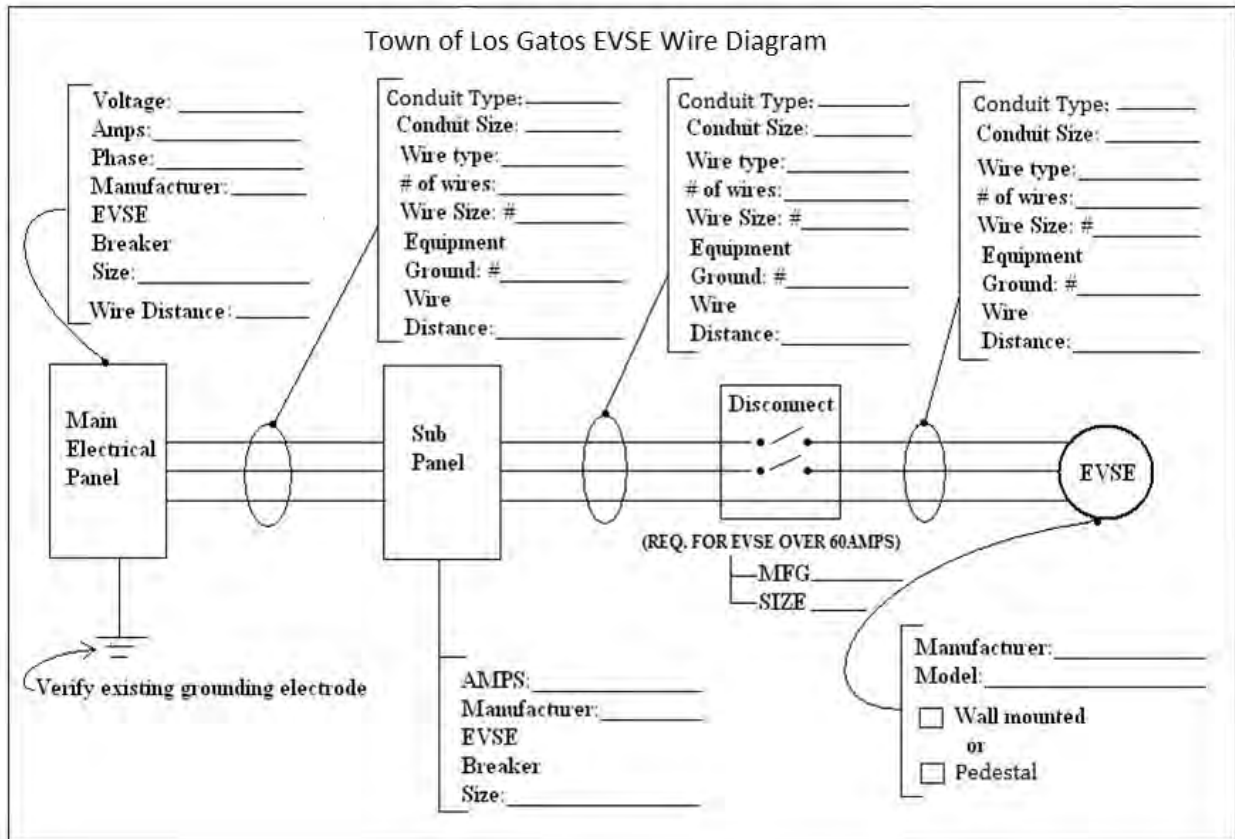 Town of Los Gatos EVSE Wire Diagram
Voltage:
Amps:
Phase:
Manufacturer:
EVSE
Breaker
Size:
Wire Distance:
Conduit Type:
Conduit Size:
Wire type:
# of wires:
Wire Size: #
Equipment
Ground: #
Wire
Distance:
Conduit Type:
Conduit Size:
Wire type:
# of wires:
Wire Size: #
Equipment
Ground: #
Wire
Distance:
Conduit Type:
Conduit Size:
Wire type:
# of wires:
Wire Size: #
Equipment
Ground: #
Wire
Distance:
Main
Electrical
Panel
Sub
Panel
Disconnect
EVSE
(REQ. FOR EVSE OVER 60AMPS)
MFG
SIZE
Verify existing grounding electrode
AMPS:
Manufacturer:
EVSE
Breaker
Size:
Manufacturer:
Model:
Wall mounted
or
Pedestal